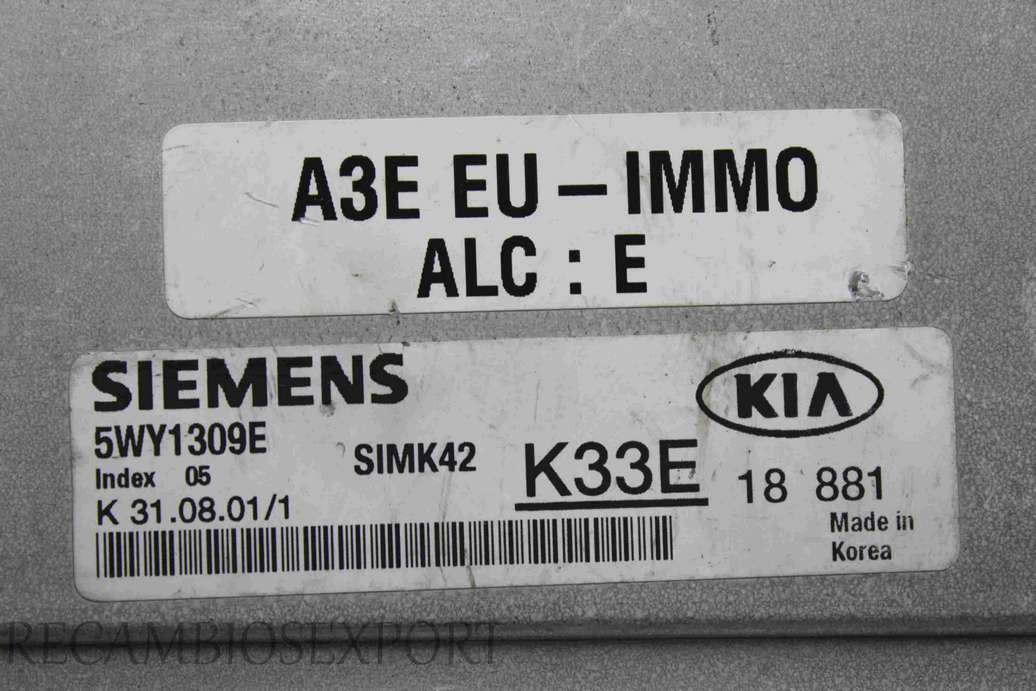 A3E EU – IMMO
ALC : E
SIEMENS
KIA
5WY1309E
SIMK42
K33E
Index 05
18 881
K 31.08.01/1
Made in
Korea
RECAMBIOSEXPORT